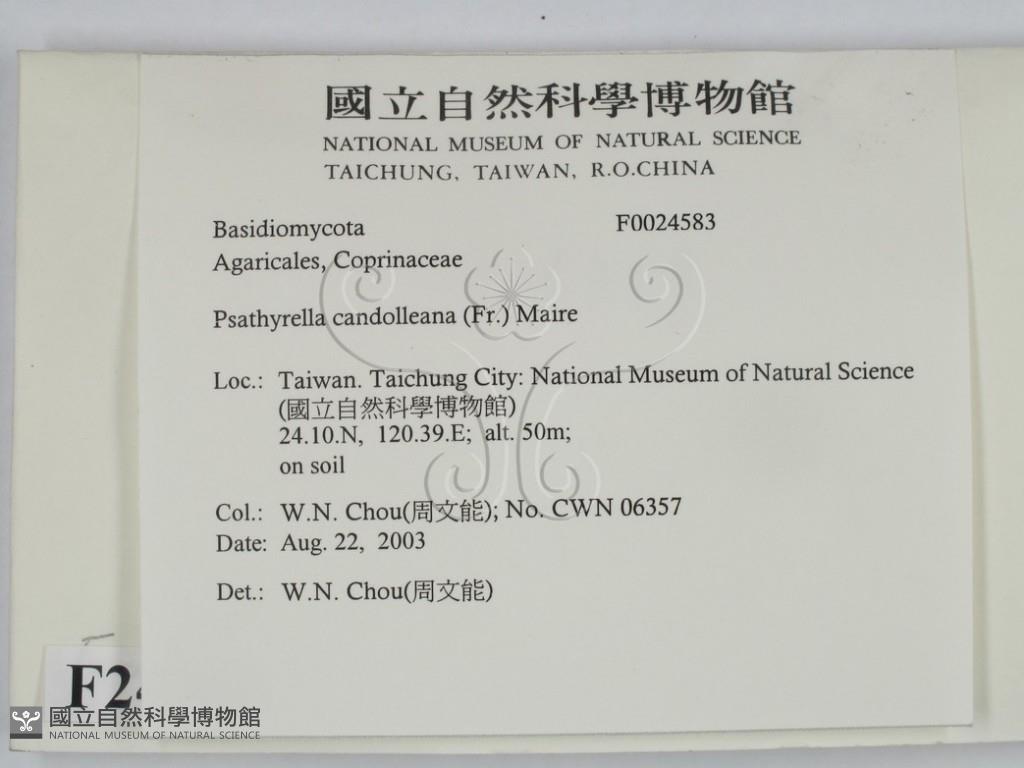 國立自然科學博物館
NATIONAL MUSEUM OF NATURAL SCIENCE
TAICHUNG, TAIWAN, R.O.CHINA
Basidiomycota F0024583
Agaricales, Coprinaceae
Psathyrella candolleana (Fr.) Maire
Loc.: Taiwan. Taichung City: National Museum of Natural Science
(國立自然科學博物館)
24.10.N, 120.39.E; alt. 50m;
on soil
Col.: W.N. Chou(周文能); No. CWN 06357
Date: Aug. 22, 2003
Det.: W.N. Chou(周文能)
F2
國立自然科學博物館
NATIONAL MUSEUM OF NATURAL SCIENCE